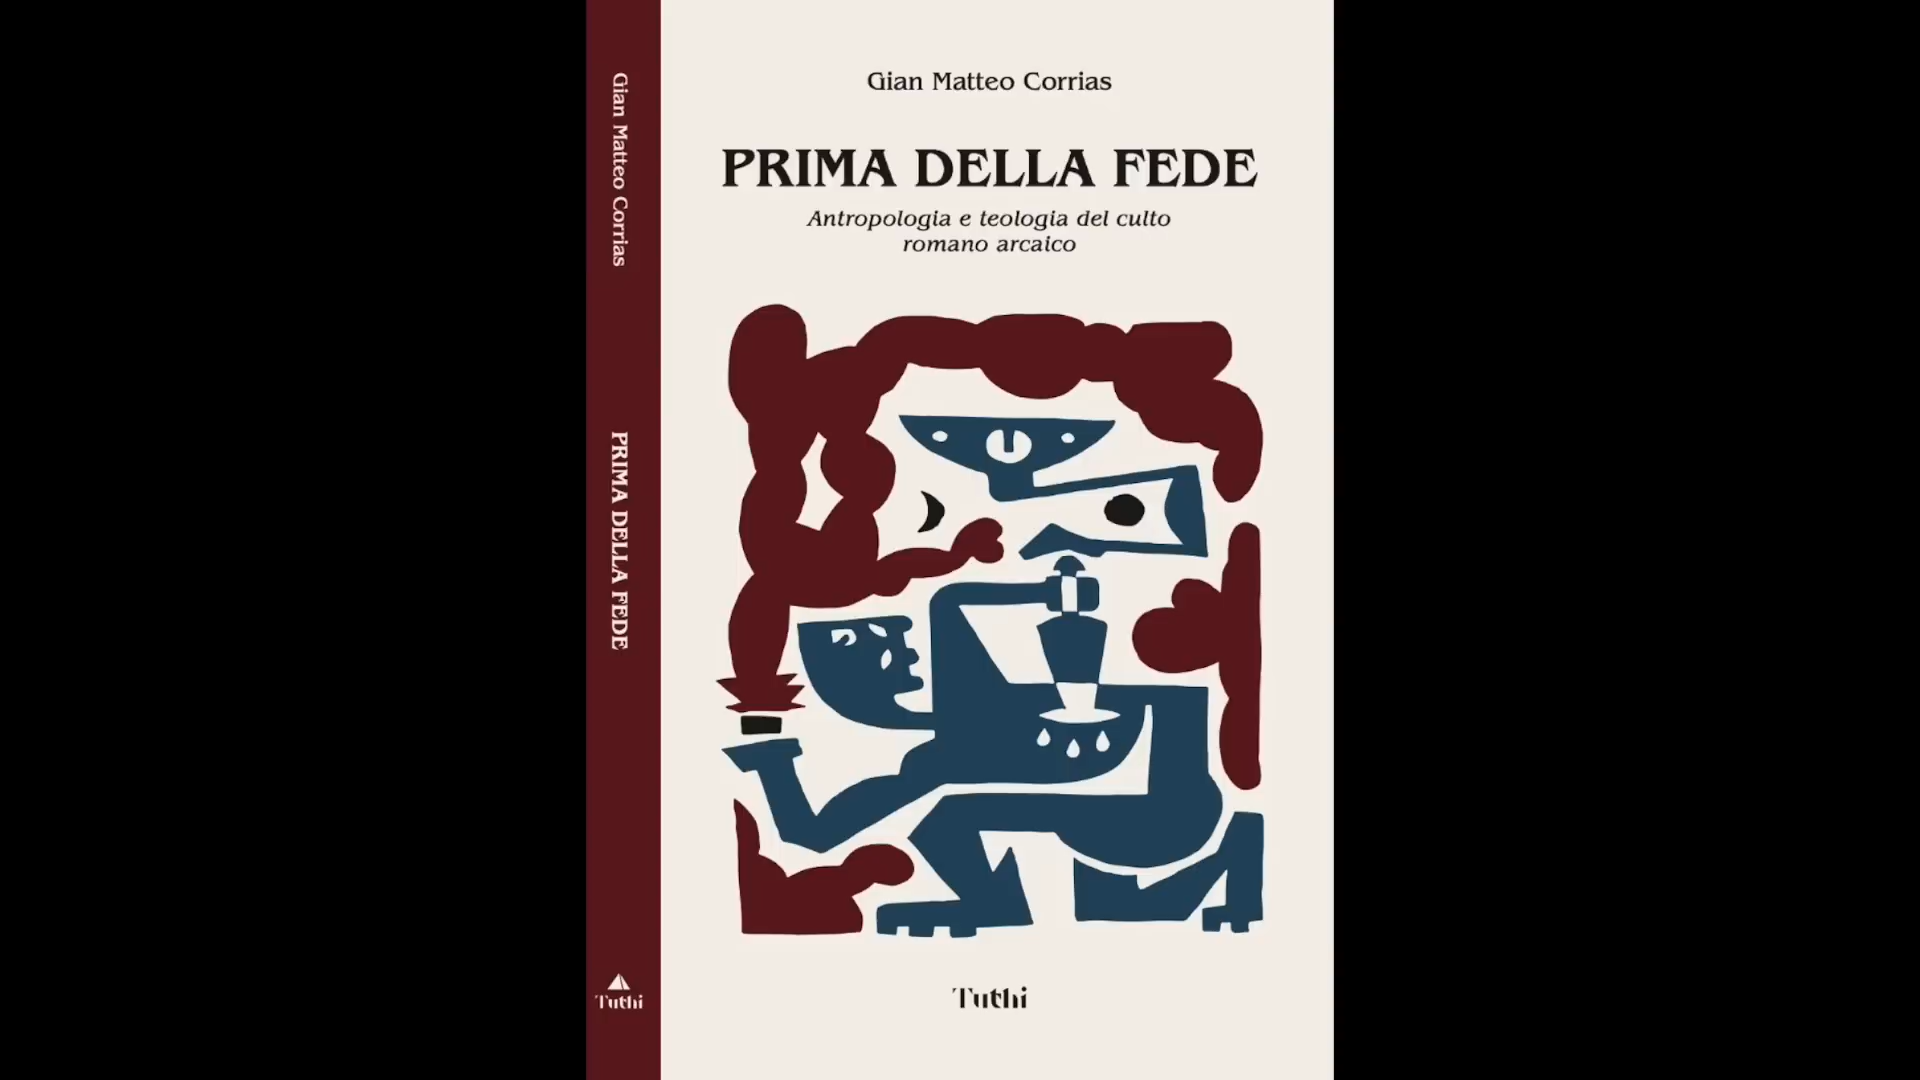 Gian Matteo Corrias
PRIMA DELLA FEDE
Tuthi
Gian Matteo Corrias
PRIMA DELLA FEDE
Antropologia e teologia del culto
romano arcaico
Tuthi